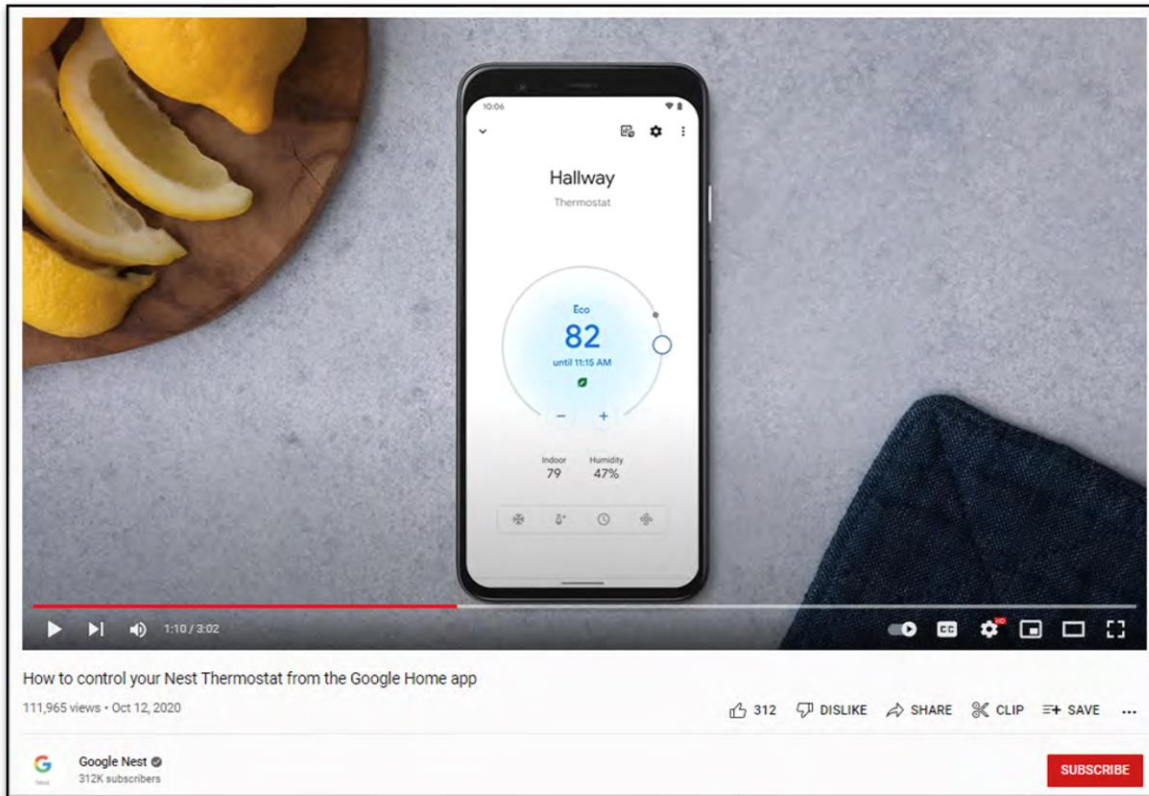 10:06
Hallway
Thermostat
Eco
82
until 11:15 AM
Indoor Humidity
79 47%
1:10 / 3:02
CC HD
How to control your Nest Thermostat from the Google Home app
111,965 views • Oct 12, 2020
312 DISLIKE SHARE CLIP SAVE ...
Google Nest
312K subscribers
SUBSCRIBE